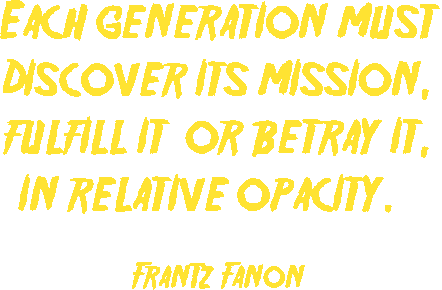 EACH GENERATION MUST
DISCOVER ITS MISSION,
FULFILL IT OR BETRAY IT,
IN RELATIVE OPACITY.
FRANTZ FANON